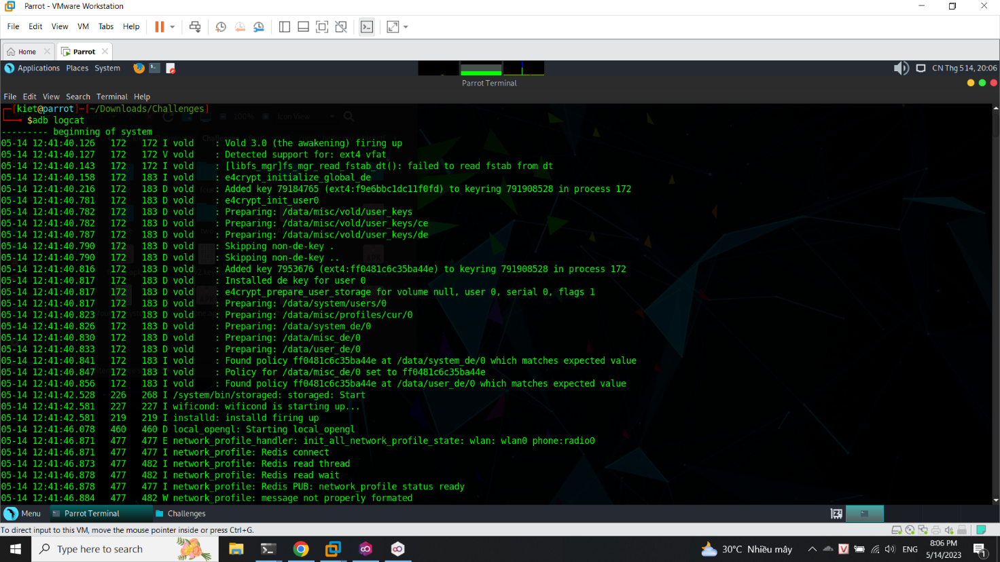 Parrot - VMware Workstation
File Edit View VM Tabs Help
Home Parrot
Applications Places System CN Thg 5 14, 20:06
Parrot Terminal
File Edit View Search Terminal Help
[kiet@parrot]-[~/Downloads/Challenges]
$adb logcat
--------- beginning of system
05-14 12:41:40.126 172 172 I vold : Vold 3.0 (the awakening) firing up
05-14 12:41:40.127 172 172 V vold : Detected support for: ext4 vfat
05-14 12:41:40.143 172 172 I vold : [libfs_mgr]fs_mgr_read_fstab_dt(): failed to read fstab from dt
05-14 12:41:40.158 172 183 I vold : e4crypt_initialize_global_de
05-14 12:41:40.216 172 183 D vold : Added key 79184765 (ext4:f9e6bbc1dc11f0fd) to keyring 791908528 in process 172
05-14 12:41:40.781 172 183 D vold : e4crypt_init_user0
05-14 12:41:40.782 172 183 D vold : Preparing: /data/misc/vold/user_keys
05-14 12:41:40.782 172 183 D vold : Preparing: /data/misc/vold/user_keys/ce
05-14 12:41:40.787 172 183 D vold : Preparing: /data/misc/vold/user_keys/de
05-14 12:41:40.790 172 183 D vold : Skipping non-de-key .
05-14 12:41:40.790 172 183 D vold : Skipping non-de-key ..
05-14 12:41:40.816 172 183 D vold : Added key 7953676 (ext4:ff0481c6c35ba44e) to keyring 791908528 in process 172
05-14 12:41:40.817 172 183 D vold : Installed de key for user 0
05-14 12:41:40.817 172 183 D vold : e4crypt_prepare_user_storage for volume null, user 0, serial 0, flags 1
05-14 12:41:40.817 172 183 D vold : Preparing: /data/system/users/0
05-14 12:41:40.823 172 183 D vold : Preparing: /data/misc/profiles/cur/0
05-14 12:41:40.826 172 183 D vold : Preparing: /data/system_de/0
05-14 12:41:40.830 172 183 D vold : Preparing: /data/misc_de/0
05-14 12:41:40.833 172 183 D vold : Preparing: /data/user_de/0
05-14 12:41:40.841 172 183 I vold : Found policy ff0481c6c35ba44e at /data/system_de/0 which matches expected value
05-14 12:41:40.847 172 183 I vold : Policy for /data/misc_de/0 set to ff0481c6c35ba44e
05-14 12:41:40.856 172 183 I vold : Found policy ff0481c6c35ba44e at /data/user_de/0 which matches expected value
05-14 12:41:42.528 226 268 I /system/bin/storaged: storaged: Start
05-14 12:41:42.581 227 227 I wificond: wificond is starting up...
05-14 12:41:42.581 219 219 I installd: installd firing up
05-14 12:41:46.078 460 460 D local_opengl: Starting local_opengl
05-14 12:41:46.871 477 477 E network_profile_handler: init_all_network_profile_state: wlan: wlan0 phone:radio0
05-14 12:41:46.871 477 477 I network_profile: Redis connect
05-14 12:41:46.873 477 482 I network_profile: Redis read thread
05-14 12:41:46.878 477 482 I network_profile: Redis read wait
05-14 12:41:46.878 477 477 I network_profile: Redis PUB: network_profile status ready
05-14 12:41:46.884 477 482 W network_profile: message not properly formated
Menu Parrot Terminal Challenges
To direct input to this VM, move the mouse pointer inside or press Ctrl+G.
Type here to search 30°C Nhiều mây ENG 8:06 PM
5/14/2023 1